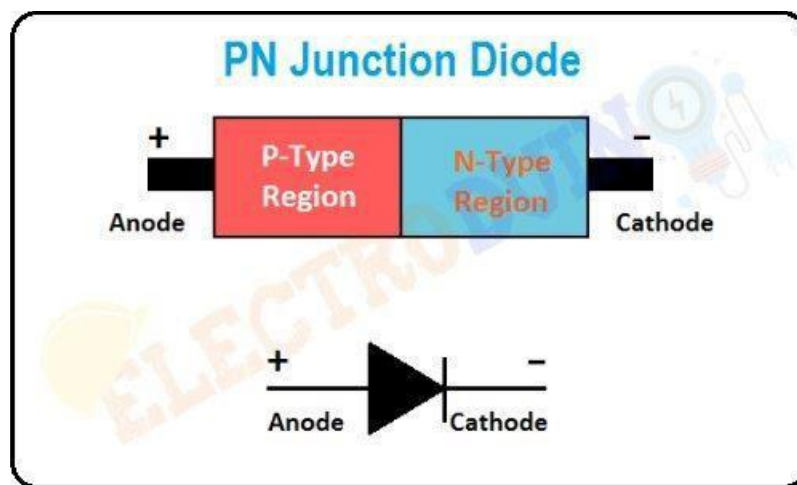 PN Junction Diode
+ −
P-Type N-Type
Region Region
Anode Cathode
ELECTRODUINO
+ −
Anode Cathode